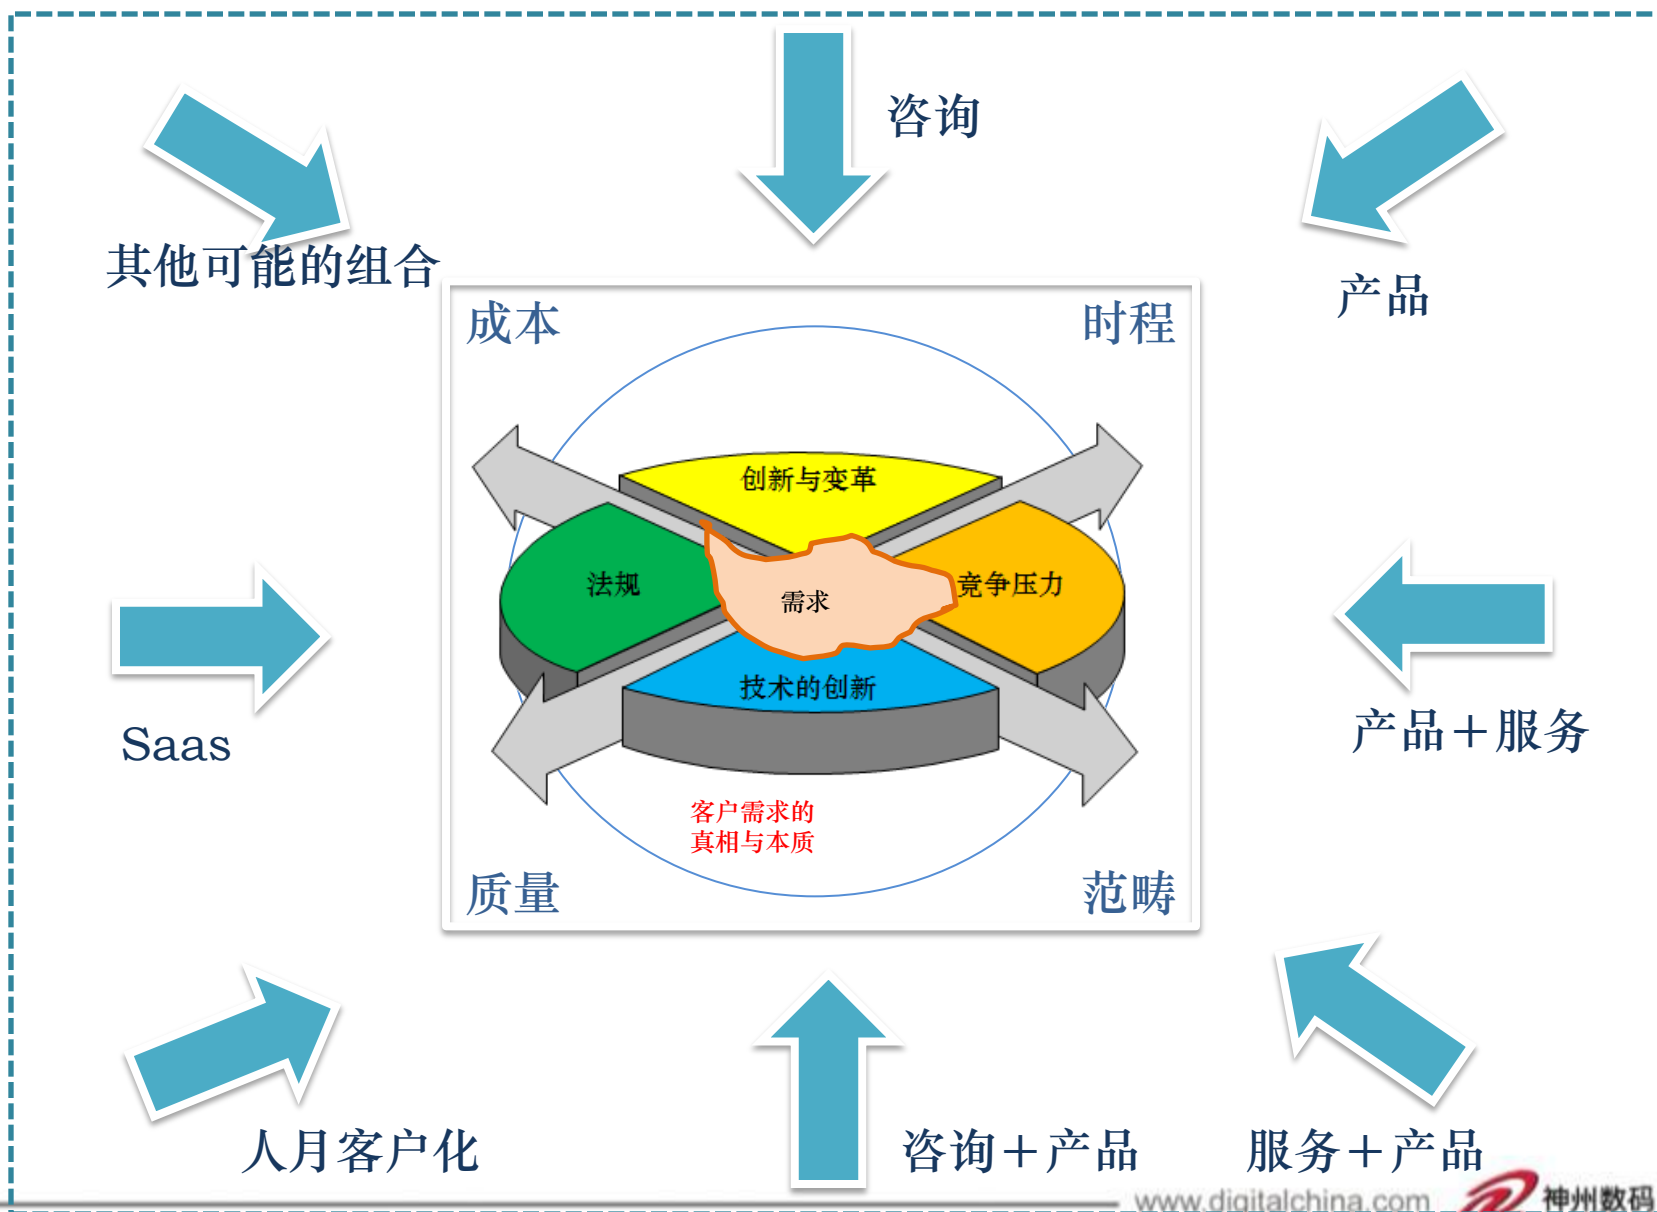 咨询
其他可能的组合
产品
成本
时程
创新与变革
法规
需求
竞争压力
技术的创新
Saas
产品＋服务
客户需求的
真相与本质
质量
范畴
人月客户化
咨询＋产品
服务＋产品
www.digitalchina.com
神州数码